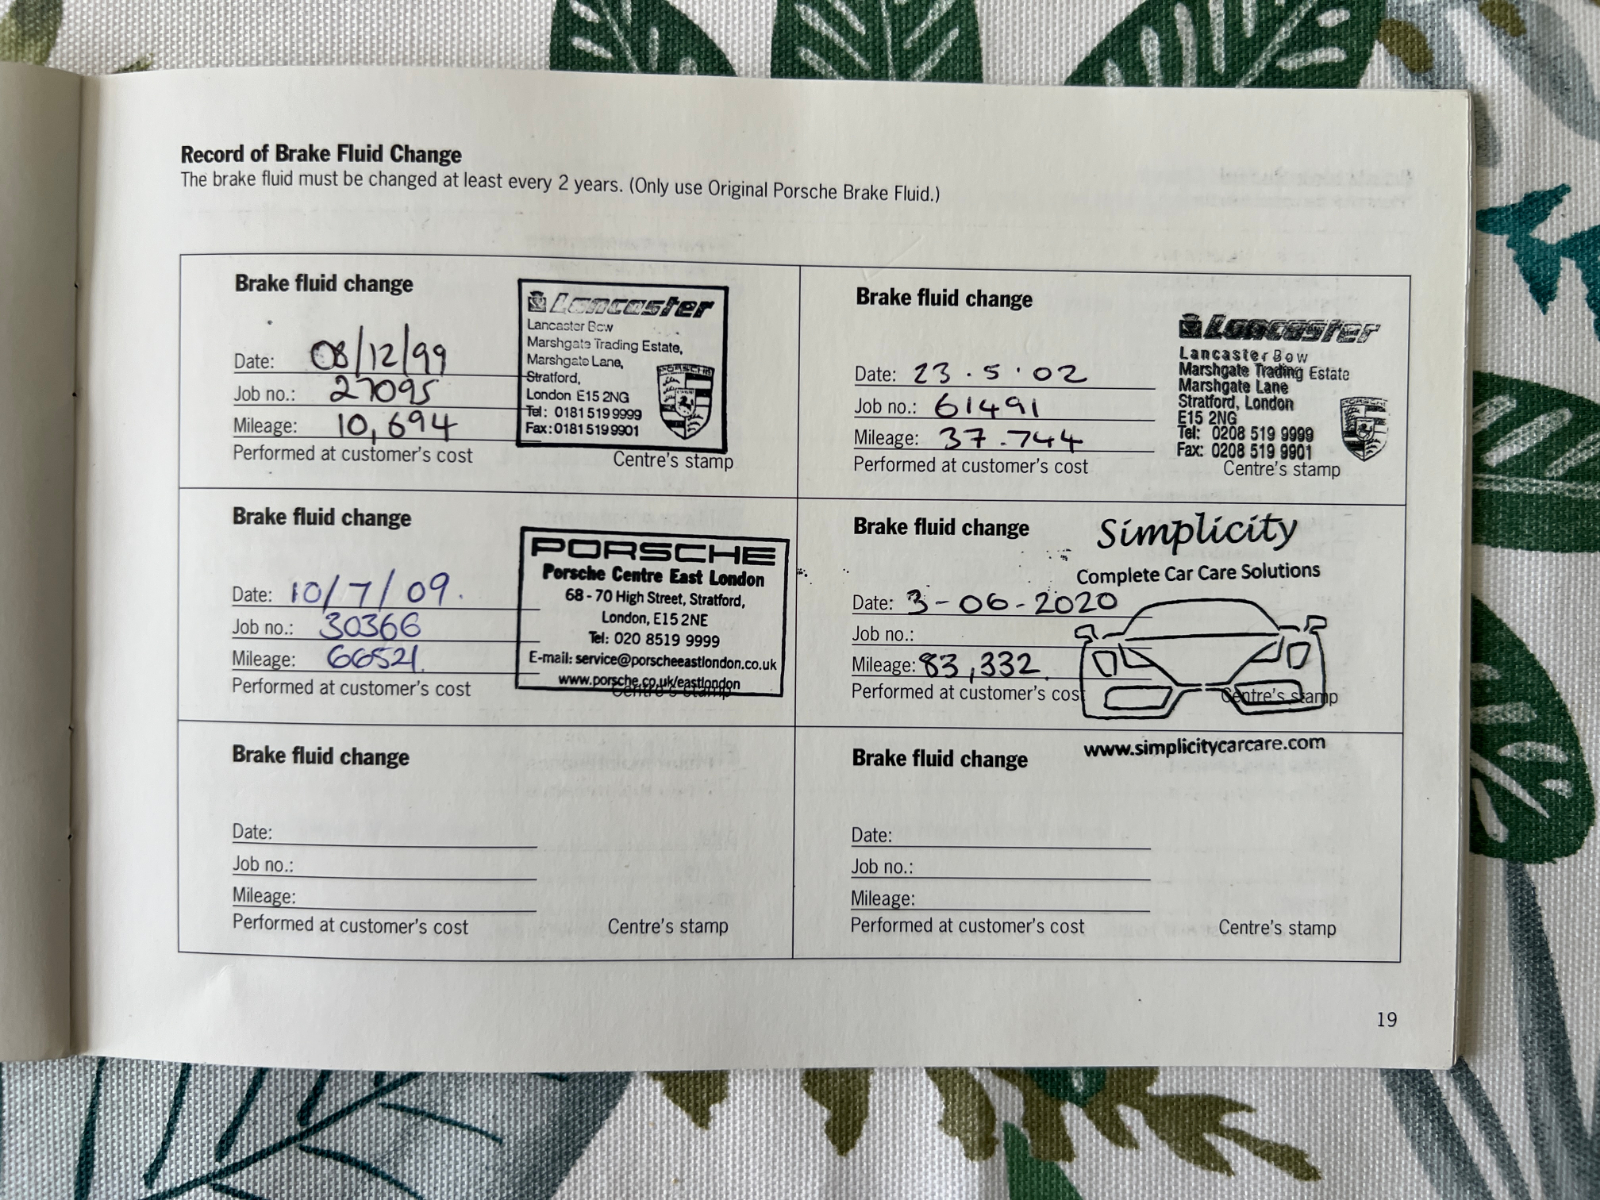 Record of Brake Fluid Change
The brake fluid must be changed at least every 2 years. (Only use Original Porsche Brake Fluid.)
Brake fluid change
Date: 08/12/99
Job no.: 27095
Mileage: 10,694
Performed at customer's cost
Lancaster
Lancaster Bow
Marshgate Trading Estate,
Marshgate Lane,
Stratford,
London E15 2NG
Tel: 0181 519 9999
Fax: 0181 519 9901
PORSCHE
Centre's stamp
Brake fluid change
Date: 23.5.02
Job no.: 61491
Mileage: 37.744
Performed at customer's cost
Lancaster
Lancaster Bow
Marshgate Trading Estate
Marshgate Lane
Stratford, London
E15 2NG
Tel: 0208 519 9999
Fax: 0208 519 9901
Centre's stamp
Brake fluid change
Date: 10/7/09.
Job no.: 30366
Mileage: 66521
Performed at customer's cost
PORSCHE
Porsche Centre East London
68 - 70 High Street, Stratford,
London, E15 2NE
Tel: 020 8519 9999
E-mail: service@porscheeastlondon.co.uk
www.porsche.co.uk/eastlondon
Centre's stamp
Brake fluid change
Date: 3-06-2020
Job no.:
Mileage: 83,332
Performed at customer's cost
Simplicity
Complete Car Care Solutions
Centre's stamp
www.simplicitycarcare.com
Brake fluid change
Date:
Job no.:
Mileage:
Performed at customer's cost
Centre's stamp
Brake fluid change
Date:
Job no.:
Mileage:
Performed at customer's cost
Centre's stamp
19